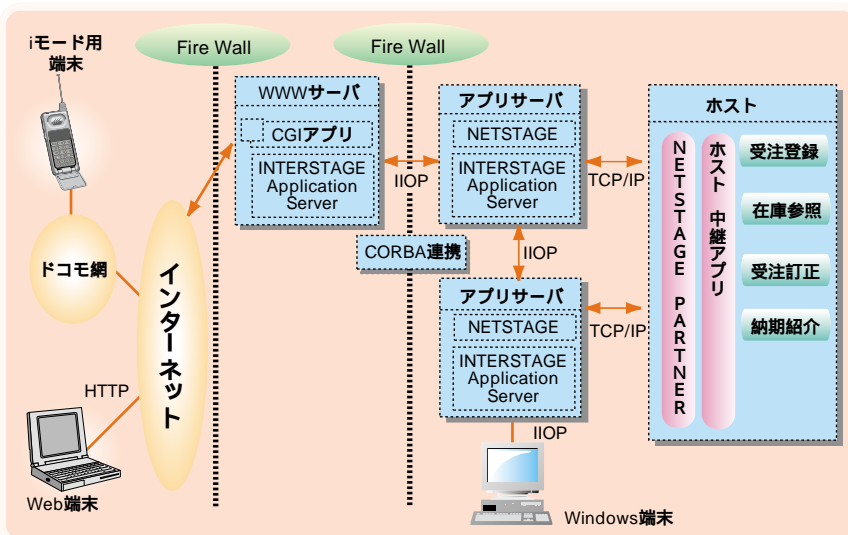 iモード用
端末
Fire Wall
Fire Wall
WWWサーバ
CGIアプリ
INTERSTAGE
Application
Server
IIOP
アプリサーバ
NETSTAGE
INTERSTAGE
Application
Server
TCP/IP
ホスト
NETSTAGE PARTNER
ホスト 中継アプリ
受注登録
在庫参照
受注訂正
納期紹介
ドコモ網
インターネット
CORBA連携
IIOP
アプリサーバ
NETSTAGE
INTERSTAGE
Application
Server
TCP/IP
HTTP
IIOP
Web端末
Windows端末